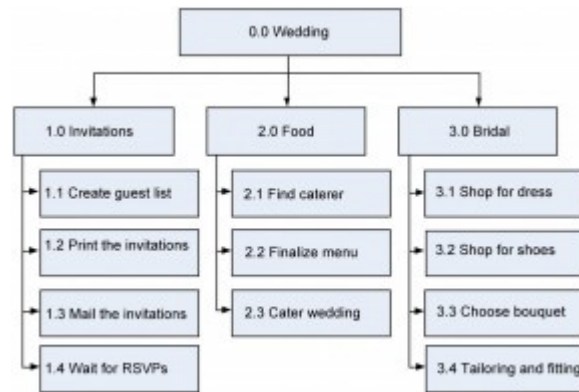 0.0 Wedding
1.0 Invitations
1.1 Create guest list
1.2 Print the invitations
1.3 Mail the invitations
1.4 Wait for RSVPs
2.0 Food
2.1 Find caterer
2.2 Finalize menu
2.3 Cater wedding
3.0 Bridal
3.1 Shop for dress
3.2 Shop for shoes
3.3 Choose bouquet
3.4 Tailoring and fitting